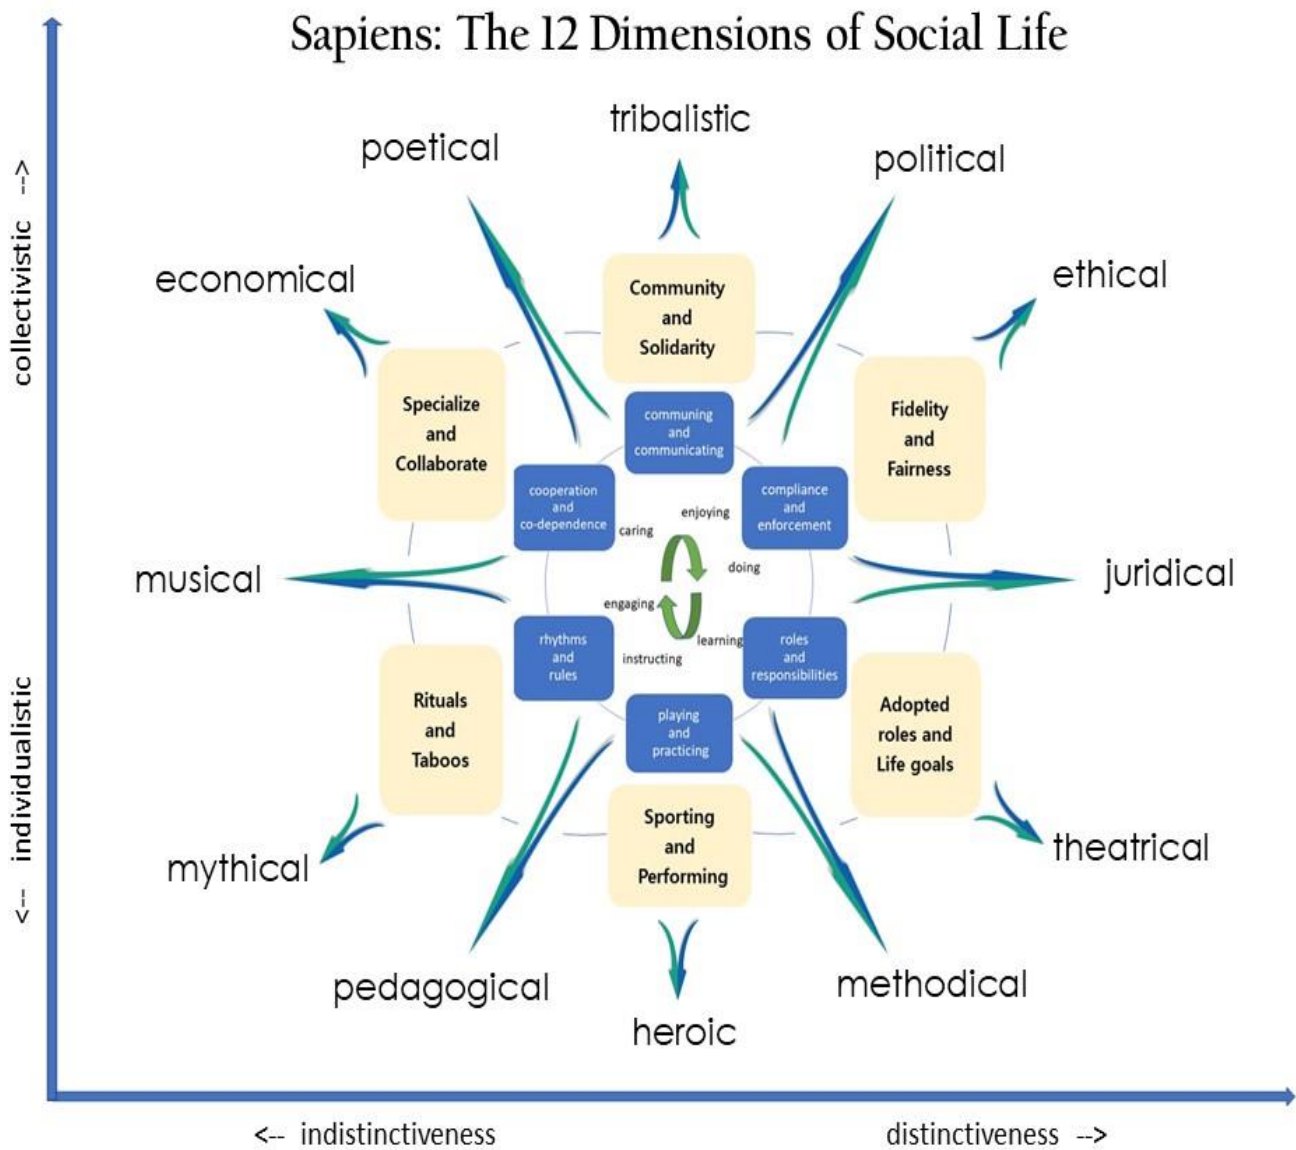 Sapiens: The 12 Dimensions of Social Life
tribalistic
poetical
political
economical
ethical
collectivistic -->
Community
and
Solidarity
Specialize
and
Collaborate
Fidelity
and
Fairness
communing
and
communicating
cooperation
and
co-dependence
compliance
and
enforcement
enjoying
caring
doing
engaging
learning
instructing
musical
juridical
rhythms
and
rules
roles
and
responsibilities
playing
and
practicing
Rituals
and
Taboos
Adopted
roles and
Life goals
Sporting
and
Performing
<-- individualistic
mythical
theatrical
pedagogical
methodical
heroic
<-- indistinctiveness
distinctiveness -->